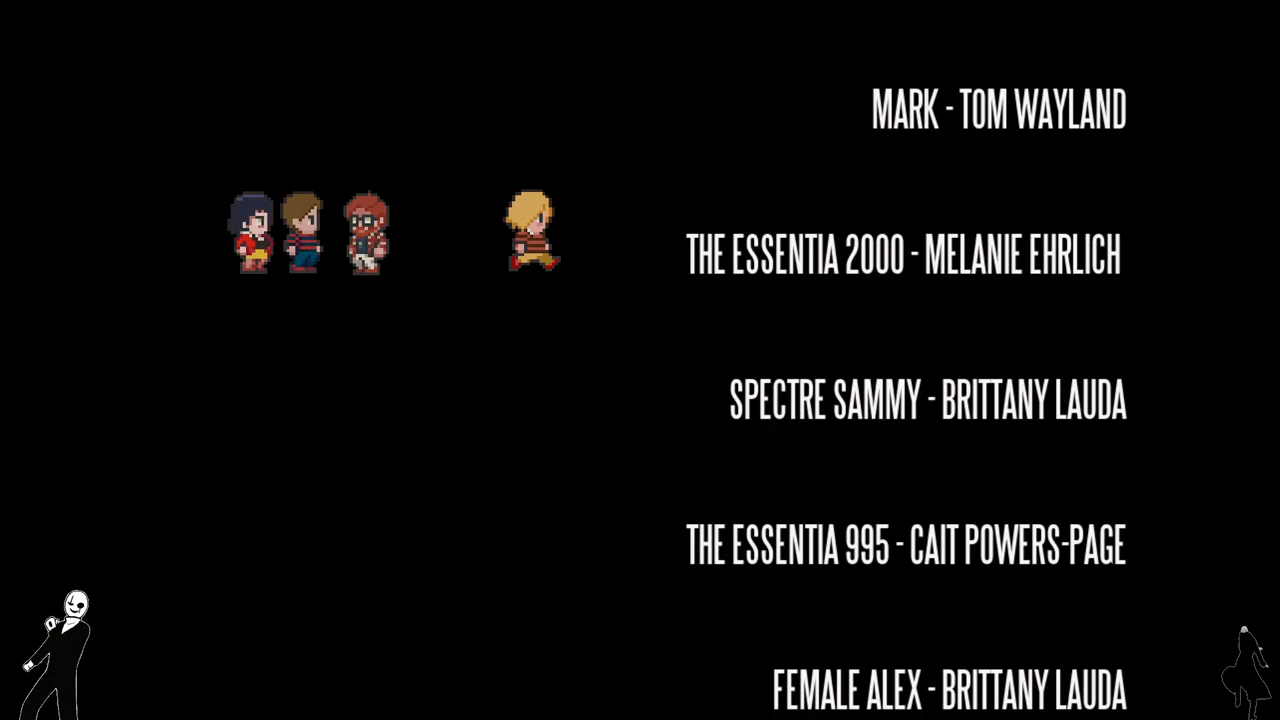 MARK - TOM WAYLAND
THE ESSENTIA 2000 - MELANIE EHRLICH
SPECTRE SAMMY - BRITTANY LAUDA
THE ESSENTIA 995 - CAIT POWERS-PAGE
FEMALE ALEX - BRITTANY LAUDA